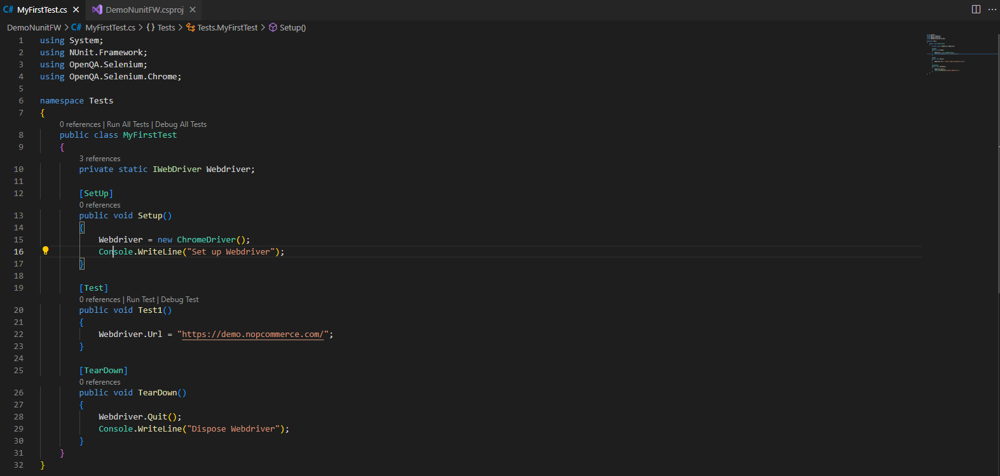 C# MyFirstTest.cs × DemoNunitFW.csproj ×
DemoNunitFW > C# MyFirstTest.cs > {} Tests > Tests.MyFirstTest > Setup()
1 using System;
2 using NUnit.Framework;
3 using OpenQA.Selenium;
4 using OpenQA.Selenium.Chrome;
5
6 namespace Tests
7 {
0 references | Run All Tests | Debug All Tests
8 public class MyFirstTest
9 {
3 references
10 private static IWebDriver Webdriver;
11
12 [SetUp]
0 references
13 public void Setup()
14 {
15 Webdriver = new ChromeDriver();
16 Console.WriteLine("Set up Webdriver");
17 }
18
19 [Test]
0 references | Run Test | Debug Test
20 public void Test1()
21 {
22 Webdriver.Url = "https://demo.nopcommerce.com/";
23 }
24
25 [TearDown]
0 references
26 public void TearDown()
27 {
28 Webdriver.Quit();
29 Console.WriteLine("Dispose Webdriver");
30 }
31 }
32 }